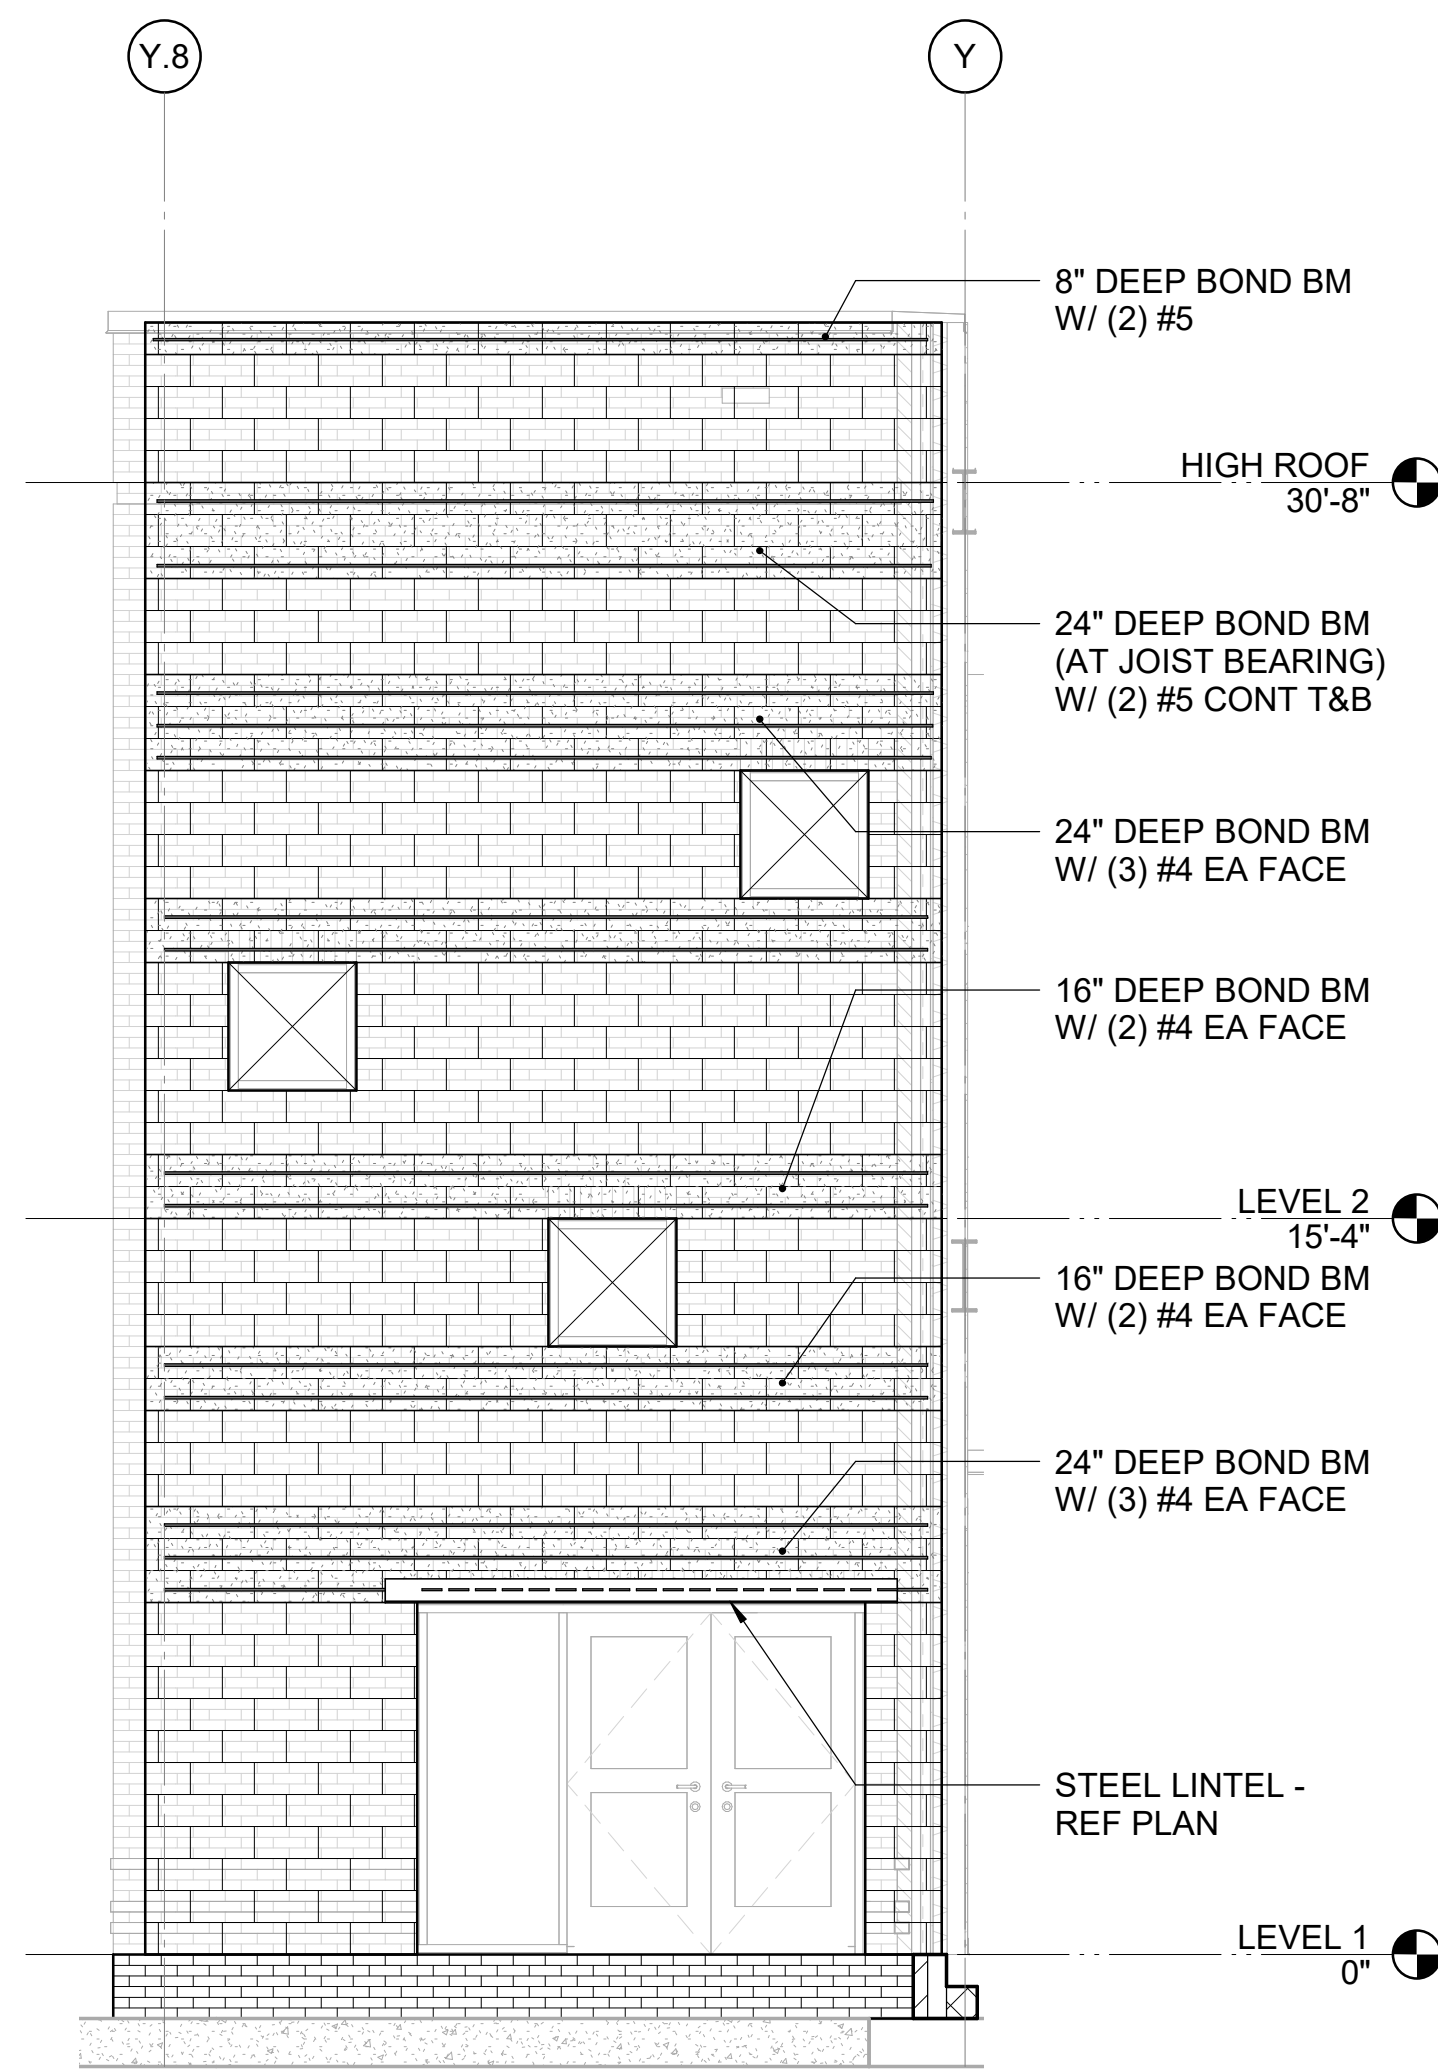 Y.8
Y
8" DEEP BOND BM
W/ (2) #5
HIGH ROOF
30'-8"
24" DEEP BOND BM
(AT JOIST BEARING)
W/ (2) #5 CONT T&B
24" DEEP BOND BM
W/ (3) #4 EA FACE
16" DEEP BOND BM
W/ (2) #4 EA FACE
LEVEL 2
15'-4"
16" DEEP BOND BM
W/ (2) #4 EA FACE
24" DEEP BOND BM
W/ (3) #4 EA FACE
STEEL LINTEL -
REF PLAN
LEVEL 1
0"